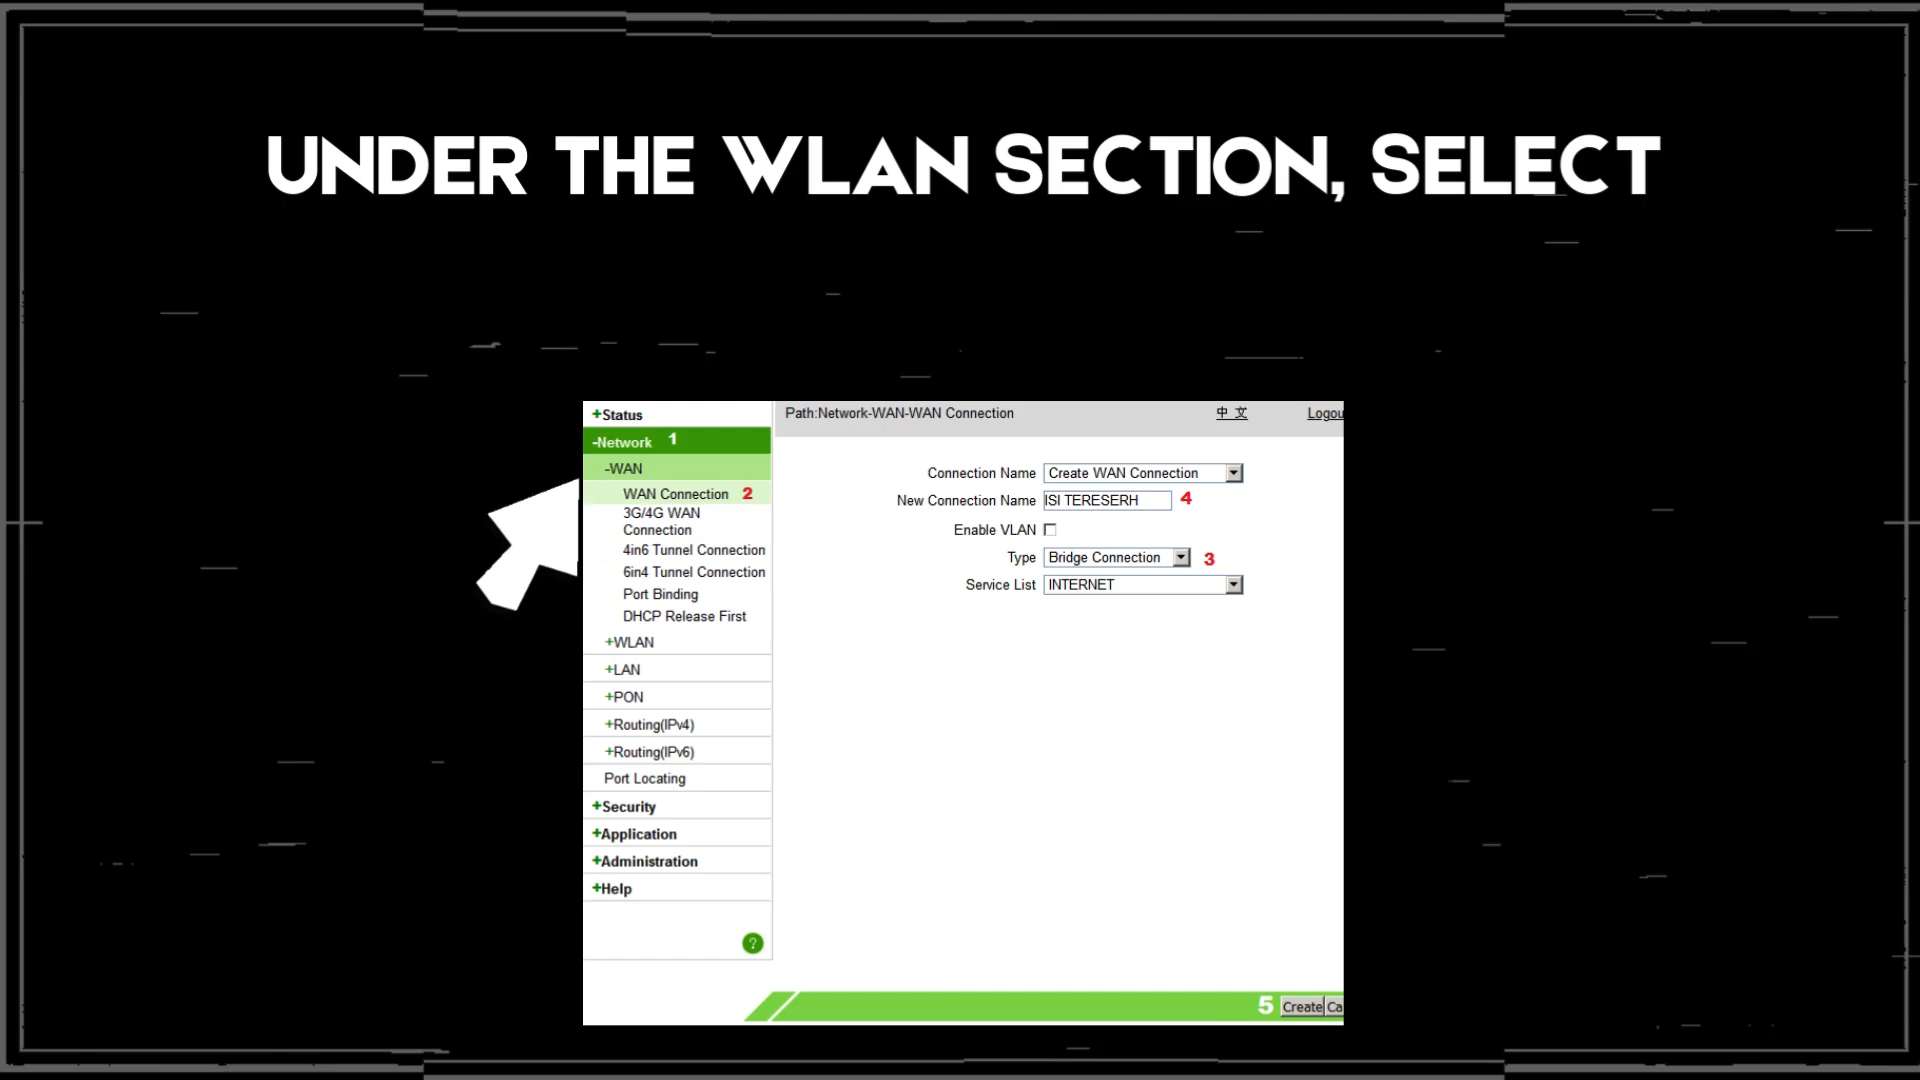 UNDER THE WLAN SECTION, SELECT
+Status
-Network 1
-WAN
WAN Connection 2
3G/4G WAN
Connection
4in6 Tunnel Connection
6in4 Tunnel Connection
Port Binding
DHCP Release First
+WLAN
+LAN
+PON
+Routing(IPv4)
+Routing(IPv6)
Port Locating
+Security
+Application
+Administration
+Help
?
Path:Network-WAN-WAN Connection 中 文 Logou
Connection Name Create WAN Connection
New Connection Name ISI TERESERH 4
Enable VLAN
Type Bridge Connection 3
Service List INTERNET
5 Create Ca